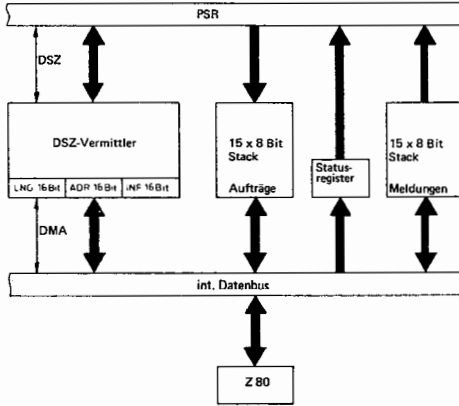 PSR
DSZ
DSZ-Vermittler
LNG 16Bit ADR 16Bit INF 16Bit
15 x 8 Bit
Stack
Aufträge
Status-
register
15 x 8 Bit
Stack
Meldungen
DMA
int. Datenbus
Z 80